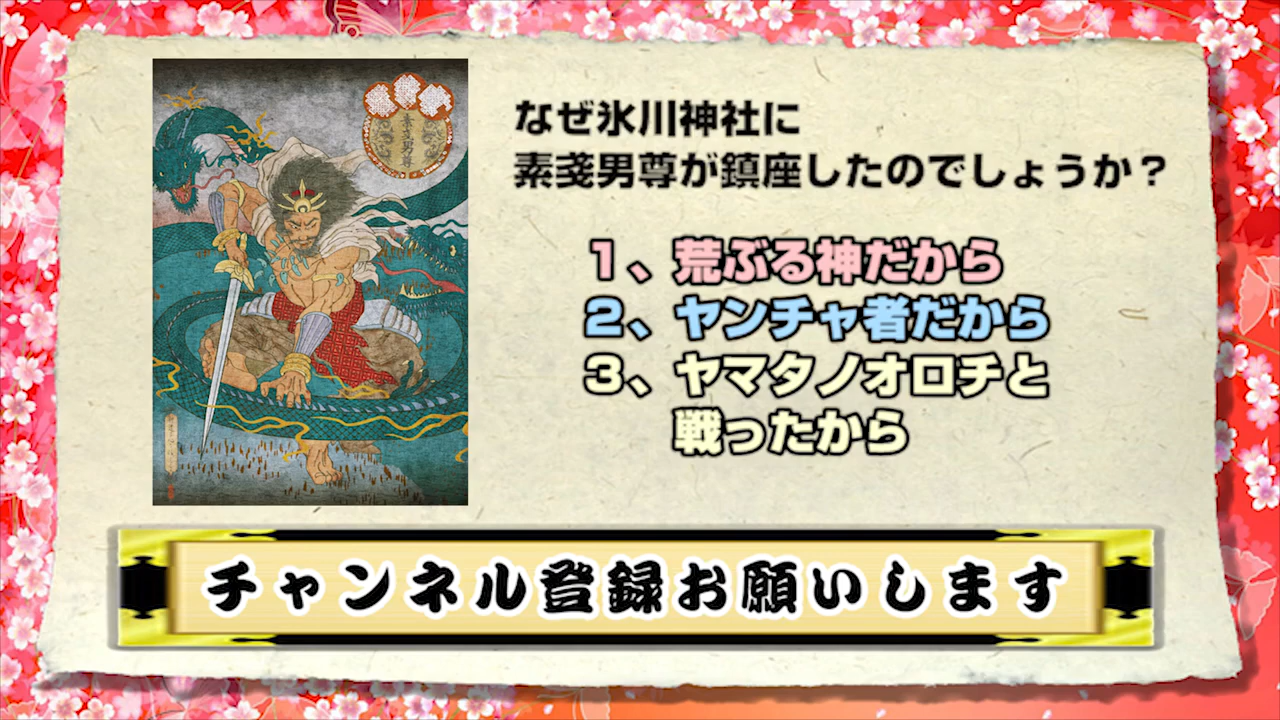 なぜ氷川神社に
素戔男尊が鎮座したのでしょうか？
１、荒ぶる神だから
２、ヤンチャ者だから
３、ヤマタノオロチと
戦ったから
チャンネル登録お願いします